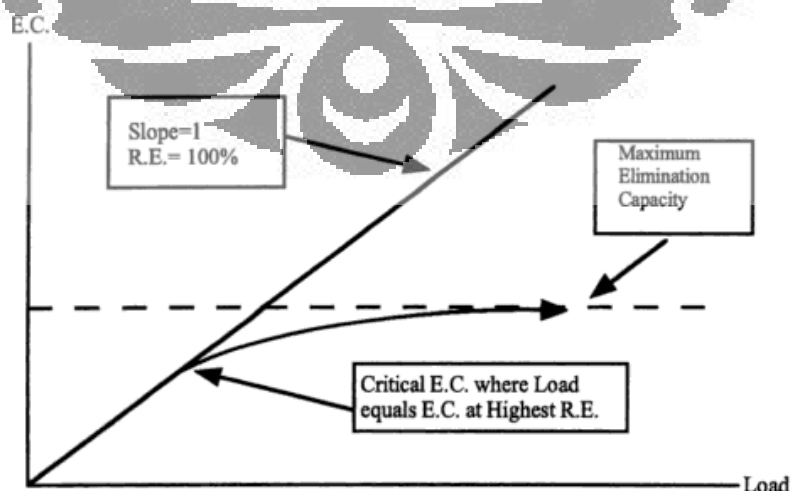 E.C.
Slope=1
R.E.= 100%
Maximum
Elimination
Capacity
Critical E.C. where Load
equals E.C. at Highest R.E.
Load